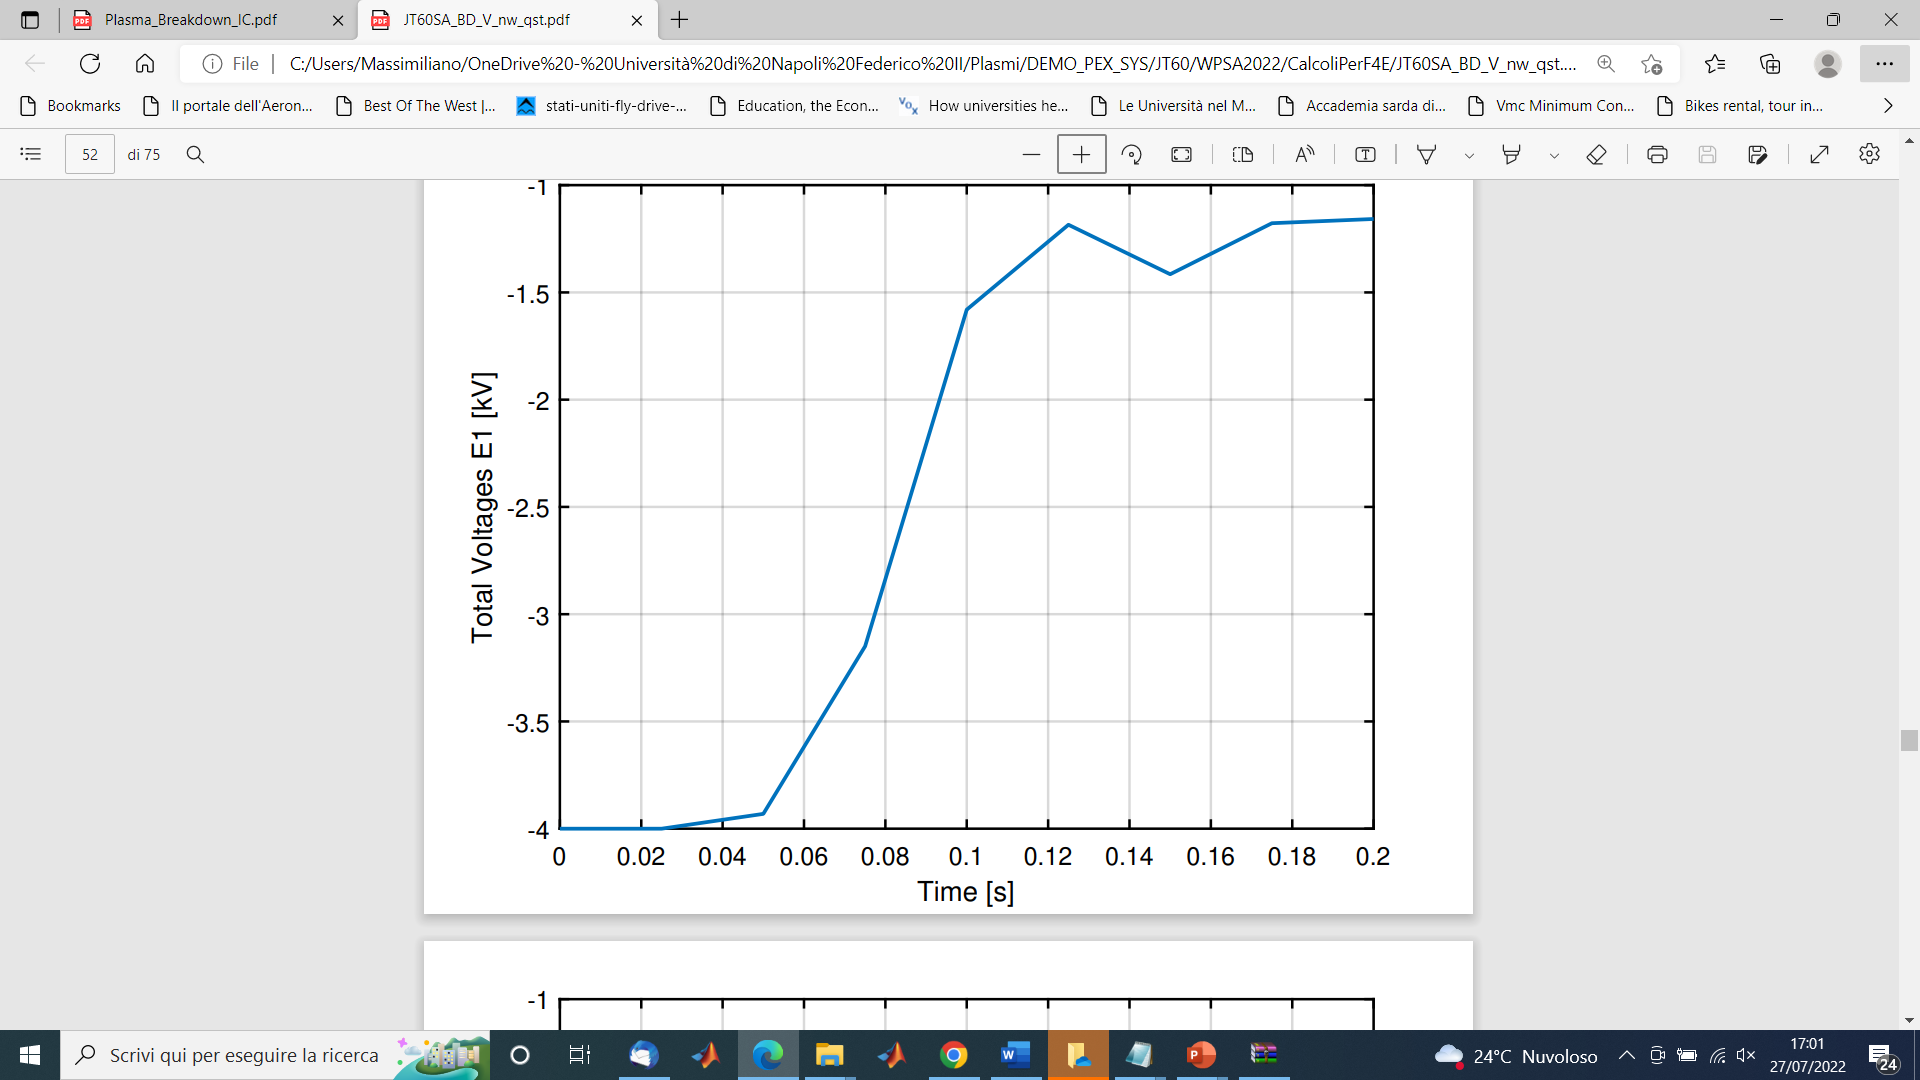 Plasma_Breakdown_IC.pdf
JT60SA_BD_V_nw_qst.pdf
File
C:/Users/Massimiliano/OneDrive%20-%20Università%20di%20Napoli%20Federico%20II/Plasmi/DEMO_PEX_SYS/JT60/WPSA2022/CalcoliPerF4E/JT60SA_BD_V_nw_qst....
Bookmarks
Il portale dell'Aeron...
Best Of The West |...
stati-uniti-fly-drive-...
Education, the Econ...
How universities he...
Le Università nel M...
Accademia sarda di...
Vmc Minimum Con...
Bikes rental, tour in...
52 di 75
-1
-1.5
-2
-2.5
-3
-3.5
-4
Total Voltages E1 [kV]
0 0.02 0.04 0.06 0.08 0.1 0.12 0.14 0.16 0.18 0.2
Time [s]
-1
Scrivi qui per eseguire la ricerca
24°C Nuvoloso
17:01
27/07/2022
24